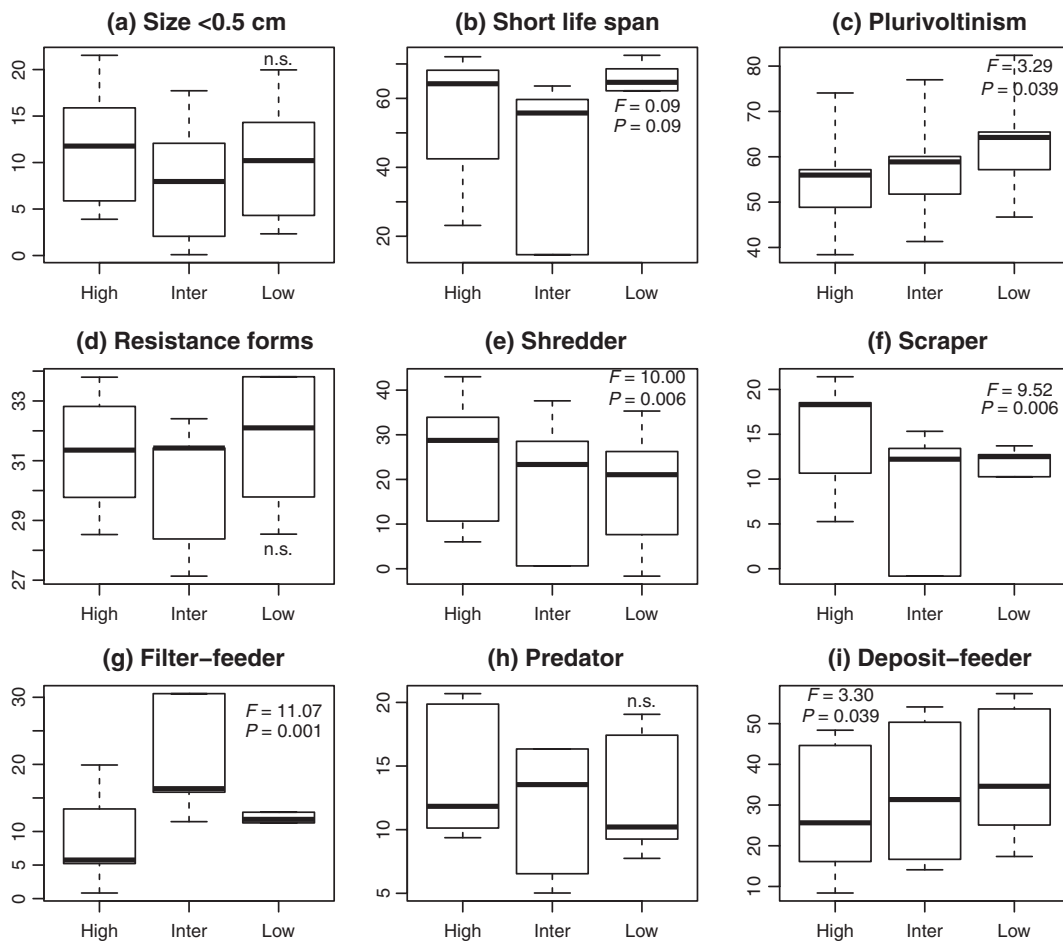 (a) Size <0.5 cm
n.s.
20
15
10
5
0
High Inter Low
(b) Short life span
F = 0.09
P = 0.09
60
40
20
High Inter Low
(c) Plurivoltinism
F = 3.29
P = 0.039
80
70
60
50
40
High Inter Low
(d) Resistance forms
n.s.
33
31
29
27
High Inter Low
(e) Shredder
F = 10.00
P = 0.006
40
30
20
10
0
High Inter Low
(f) Scraper
F = 9.52
P = 0.006
20
15
10
5
0
High Inter Low
(g) Filter–feeder
F = 11.07
P = 0.001
30
20
10
5
0
High Inter Low
(h) Predator
n.s.
20
15
10
5
High Inter Low
(i) Deposit–feeder
F = 3.30
P = 0.039
50
40
30
20
10
High Inter Low